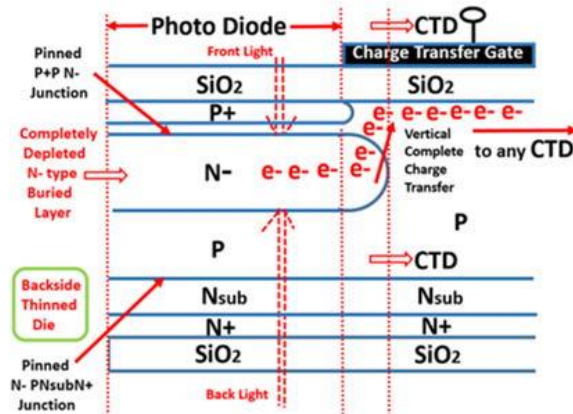 Photo Diode
CTD
Pinned
P+P N-
Junction
Front Light
Charge Transfer Gate
SiO2
SiO2
P+
e- e- e- e- e- e-
Completely
Depleted
N- type
Buried
Layer
N-
e- e- e- e- e- e-
Vertical
Complete
Charge
Transfer
to any CTD
P
P
CTD
Backside
Thinned
Die
Nsub
Nsub
N+
N+
Pinned
N- PNsubN+
Junction
SiO2
SiO2
Back Light